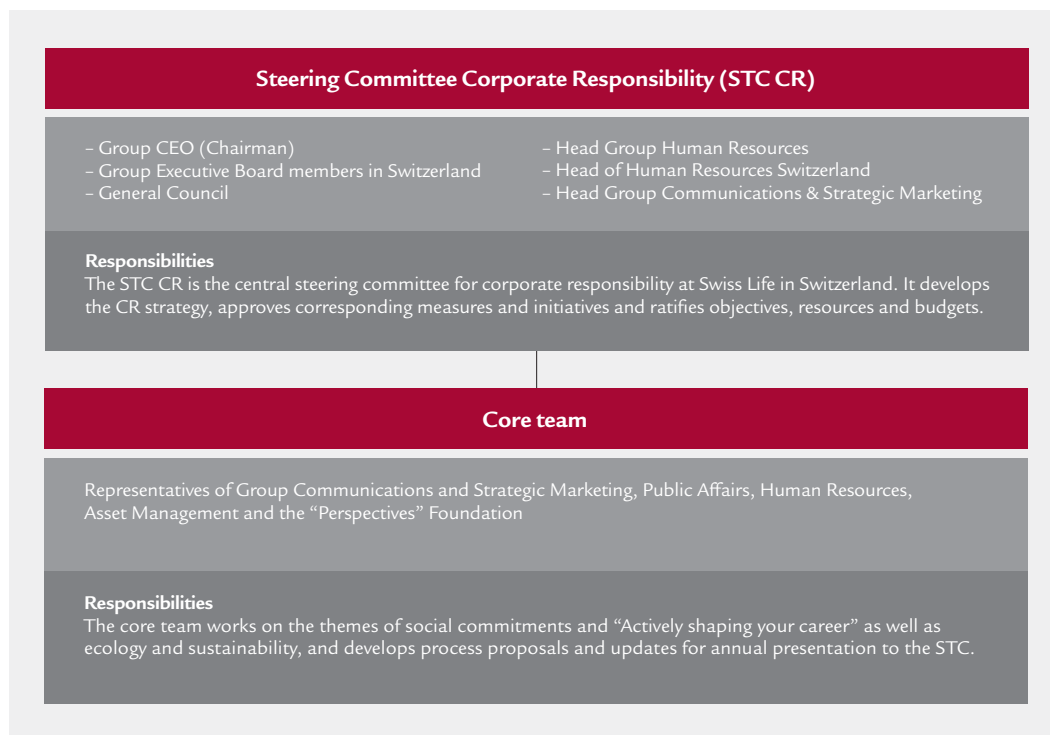 Steering Committee Corporate Responsibility (STC CR)
– Group CEO (Chairman)
– Group Executive Board members in Switzerland
– General Council
– Head Group Human Resources
– Head of Human Resources Switzerland
– Head Group Communications & Strategic Marketing
Responsibilities
The STC CR is the central steering committee for corporate responsibility at Swiss Life in Switzerland. It develops
the CR strategy, approves corresponding measures and initiatives and ratifies objectives, resources and budgets.
Core team
Representatives of Group Communications and Strategic Marketing, Public Affairs, Human Resources,
Asset Management and the “Perspectives” Foundation
Responsibilities
The core team works on the themes of social commitments and “Actively shaping your career” as well as
ecology and sustainability, and develops process proposals and updates for annual presentation to the STC.